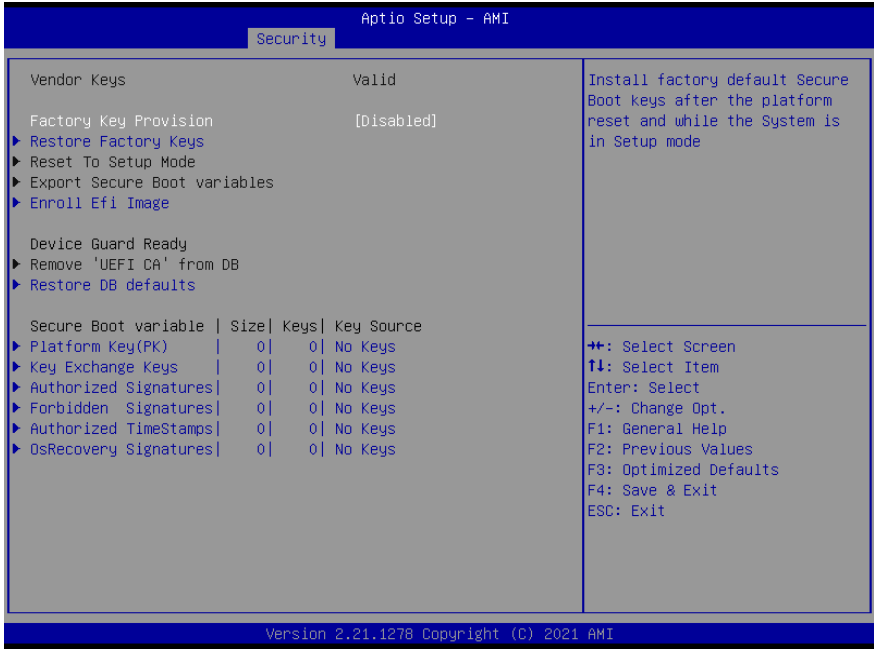 Aptio Setup – AMI
Security
Vendor Keys Valid
Factory Key Provision [Disabled]
Restore Factory Keys
Reset To Setup Mode
Export Secure Boot variables
Enroll Efi Image
Device Guard Ready
Remove 'UEFI CA' from DB
Restore DB defaults
Secure Boot variable | Size| Keys| Key Source
Platform Key(PK) | 0| 0| No Keys
Key Exchange Keys | 0| 0| No Keys
Authorized Signatures| 0| 0| No Keys
Forbidden Signatures| 0| 0| No Keys
Authorized TimeStamps| 0| 0| No Keys
OsRecovery Signatures| 0| 0| No Keys
Install factory default Secure
Boot keys after the platform
reset and while the System is
in Setup mode
→←: Select Screen
↑↓: Select Item
Enter: Select
+/-: Change Opt.
F1: General Help
F2: Previous Values
F3: Optimized Defaults
F4: Save & Exit
ESC: Exit
Version 2.21.1278 Copyright (C) 2021 AMI